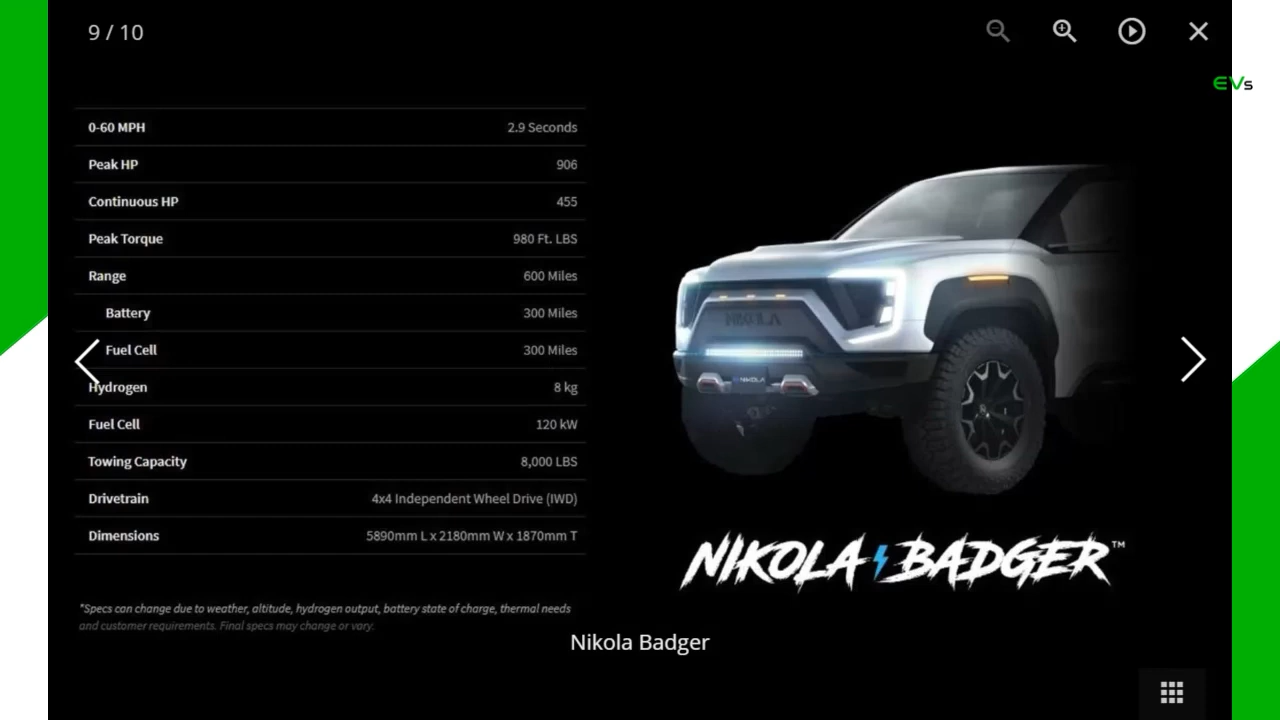 9 / 10
EVs
0-60 MPH 2.9 Seconds
Peak HP 906
Continuous HP 455
Peak Torque 980 Ft. LBS
Range 600 Miles
Battery 300 Miles
Fuel Cell 300 Miles
Hydrogen 8 kg
Fuel Cell 120 kW
Towing Capacity 8,000 LBS
Drivetrain 4x4 Independent Wheel Drive (IWD)
Dimensions 5890mm L x 2180mm W x 1870mm T
*Specs can change due to weather, altitude, hydrogen output, battery state of charge, thermal needs
and customer requirements. Final specs may change or vary.
NIKOLA
NIKOLA
NIKOLA BADGER™
Nikola Badger